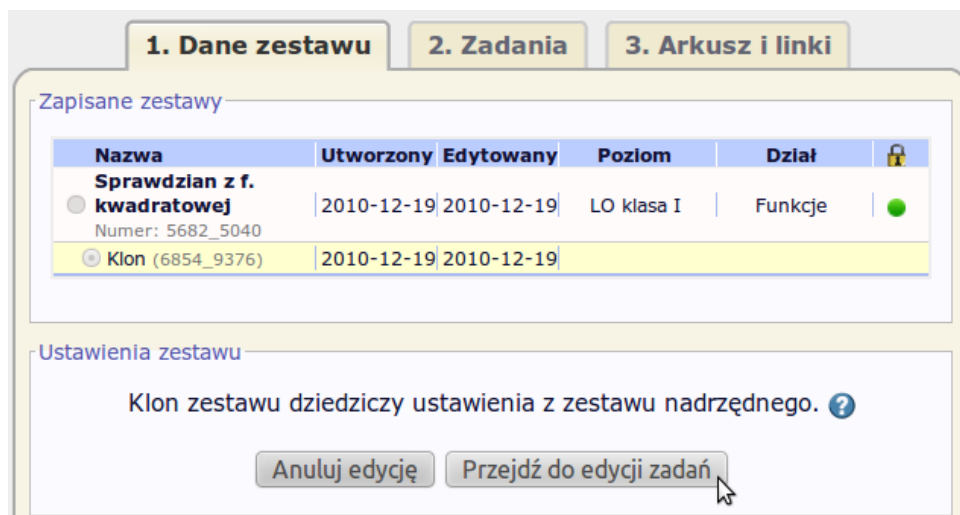 1. Dane zestawu 2. Zadania 3. Arkusz i linki
Zapisane zestawy
Nazwa Utworzony Edytowany Poziom Dział
Sprawdzian z f.
kwadratowej 2010-12-19 2010-12-19 LO klasa I Funkcje
Numer: 5682_5040
Klon (6854_9376) 2010-12-19 2010-12-19
Ustawienia zestawu
Klon zestawu dziedziczy ustawienia z zestawu nadrzędnego. ?
Anuluj edycję Przejdź do edycji zadań